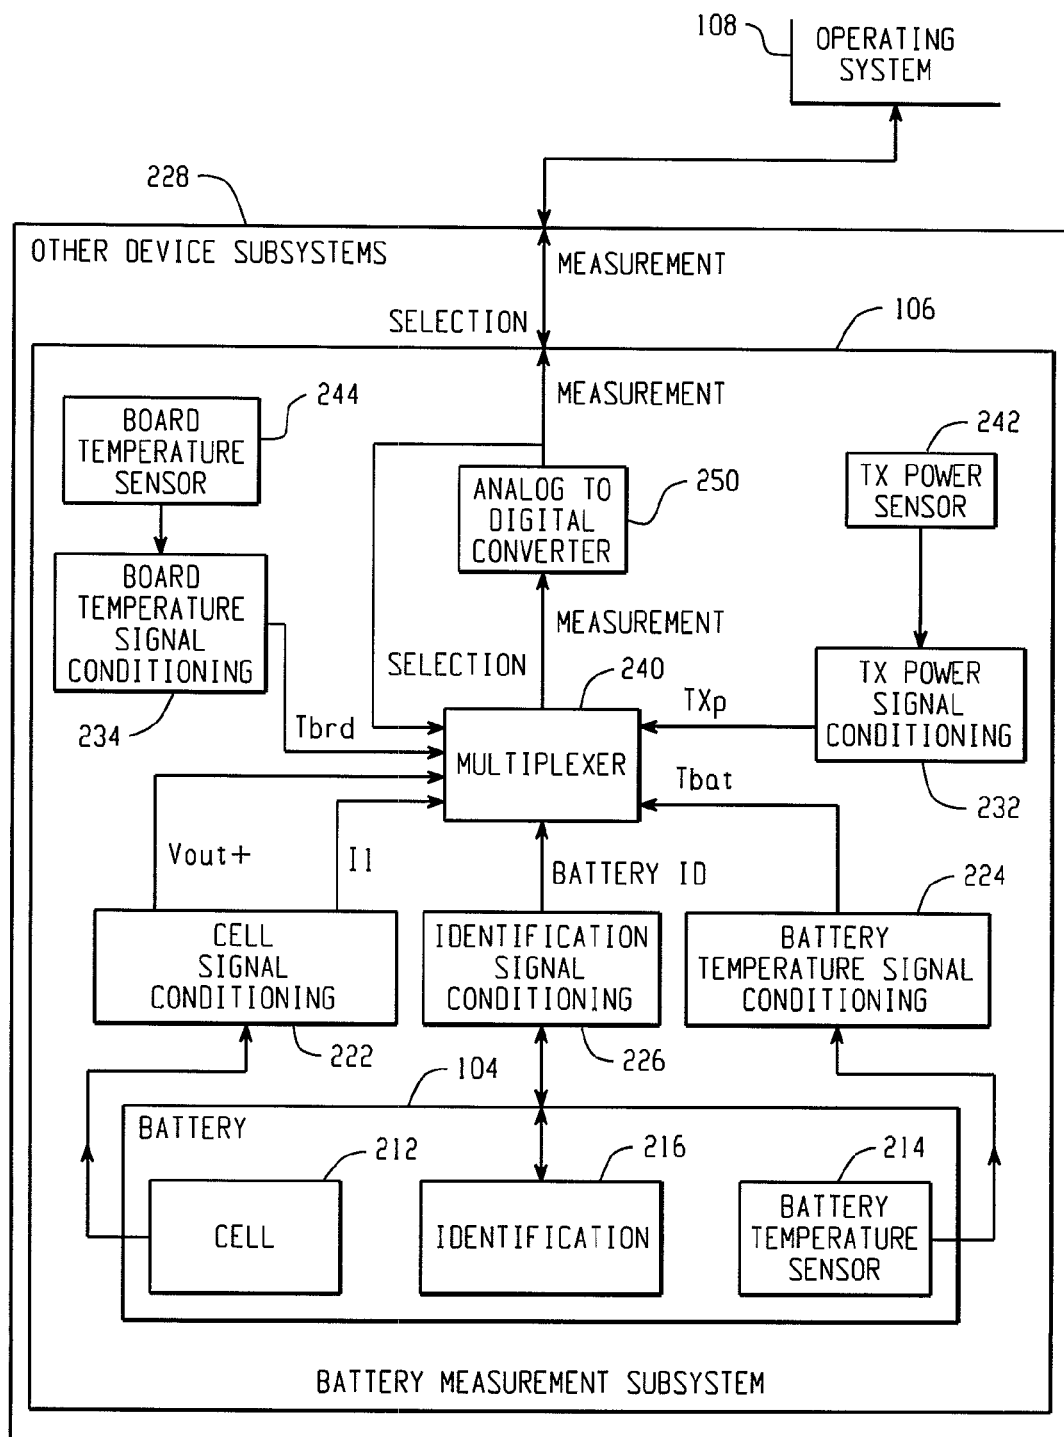 108
OPERATING
SYSTEM
228
OTHER DEVICE SUBSYSTEMS
MEASUREMENT
SELECTION
106
MEASUREMENT
244
BOARD
TEMPERATURE
SENSOR
242
TX POWER
SENSOR
250
ANALOG TO
DIGITAL
CONVERTER
BOARD
TEMPERATURE
SIGNAL
CONDITIONING
234
MEASUREMENT
SELECTION
240
TX POWER
SIGNAL
CONDITIONING
232
Tbrd
TXp
MULTIPLEXER
Tbat
Vout+
I1
BATTERY ID
224
CELL
SIGNAL
CONDITIONING
222
IDENTIFICATION
SIGNAL
CONDITIONING
226
BATTERY
TEMPERATURE SIGNAL
CONDITIONING
104
BATTERY
212
216
214
CELL
IDENTIFICATION
BATTERY
TEMPERATURE
SENSOR
BATTERY MEASUREMENT SUBSYSTEM